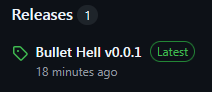 Releases 1
Bullet Hell v0.0.1 Latest
18 minutes ago